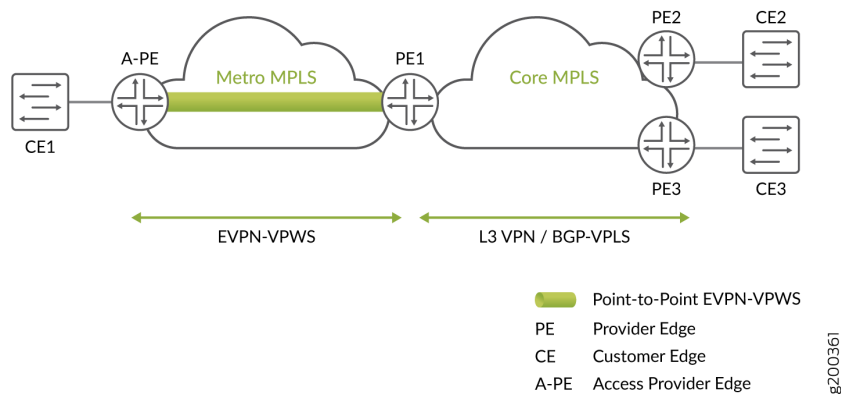 PE2
CE2
A-PE
PE1
Metro MPLS
Core MPLS
CE1
PE3
CE3
EVPN-VPWS
L3 VPN / BGP-VPLS
Point-to-Point EVPN-VPWS
PE Provider Edge
CE Customer Edge
A-PE Access Provider Edge
g200361